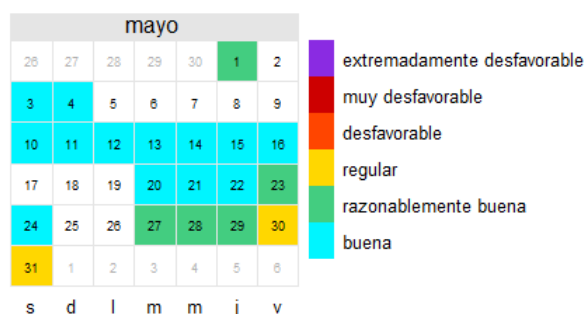 mayo
26 27 28 29 30 1 2
3 4 5 6 7 8 9
10 11 12 13 14 15 16
17 18 19 20 21 22 23
24 25 26 27 28 29 30
31 1 2 3 4 5 6
s d l m m j v
extremadamente desfavorable
muy desfavorable
desfavorable
regular
razonablemente buena
buena